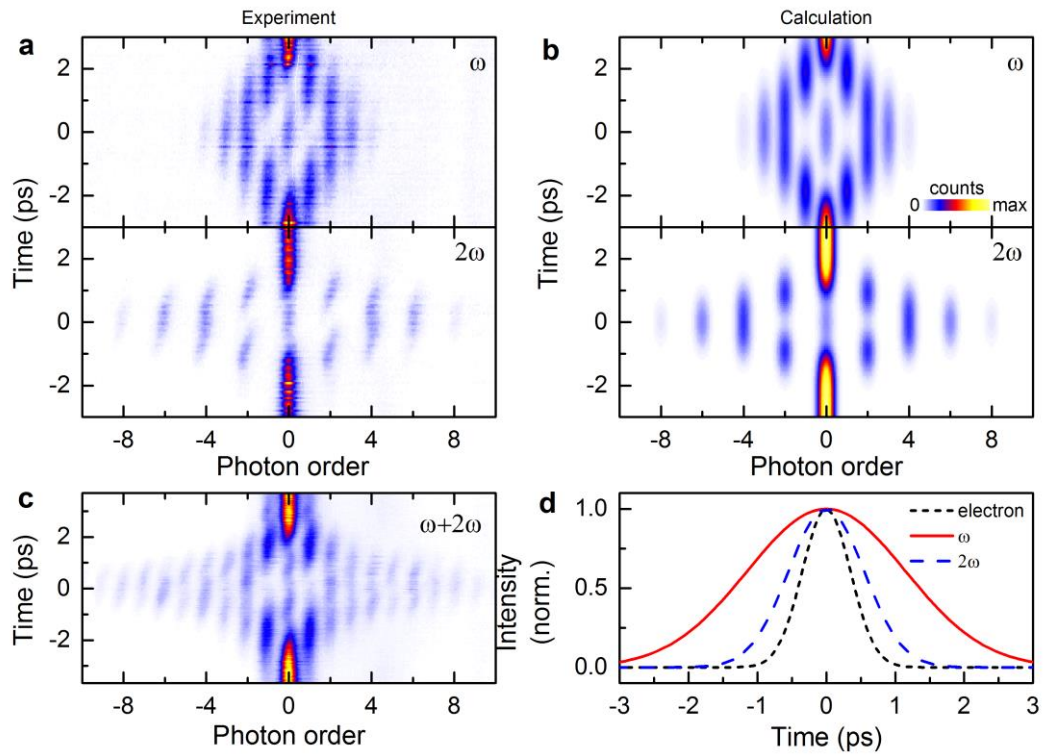 Experiment
Calculation
a
ω
2
0
-2
Time (ps)
2ω
2
0
-2
Time (ps)
-8 -4 0 4 8
Photon order
b
ω
2
0
-2
counts
0 max
Time (ps)
2ω
2
0
-2
-8 -4 0 4 8
Photon order
c
ω+2ω
2
0
-2
Time (ps)
-8 -4 0 4 8
Photon order
d
electron
ω
2ω
1.0
0.5
0.0
Intensity
(norm.)
-3 -2 -1 0 1 2 3
Time (ps)